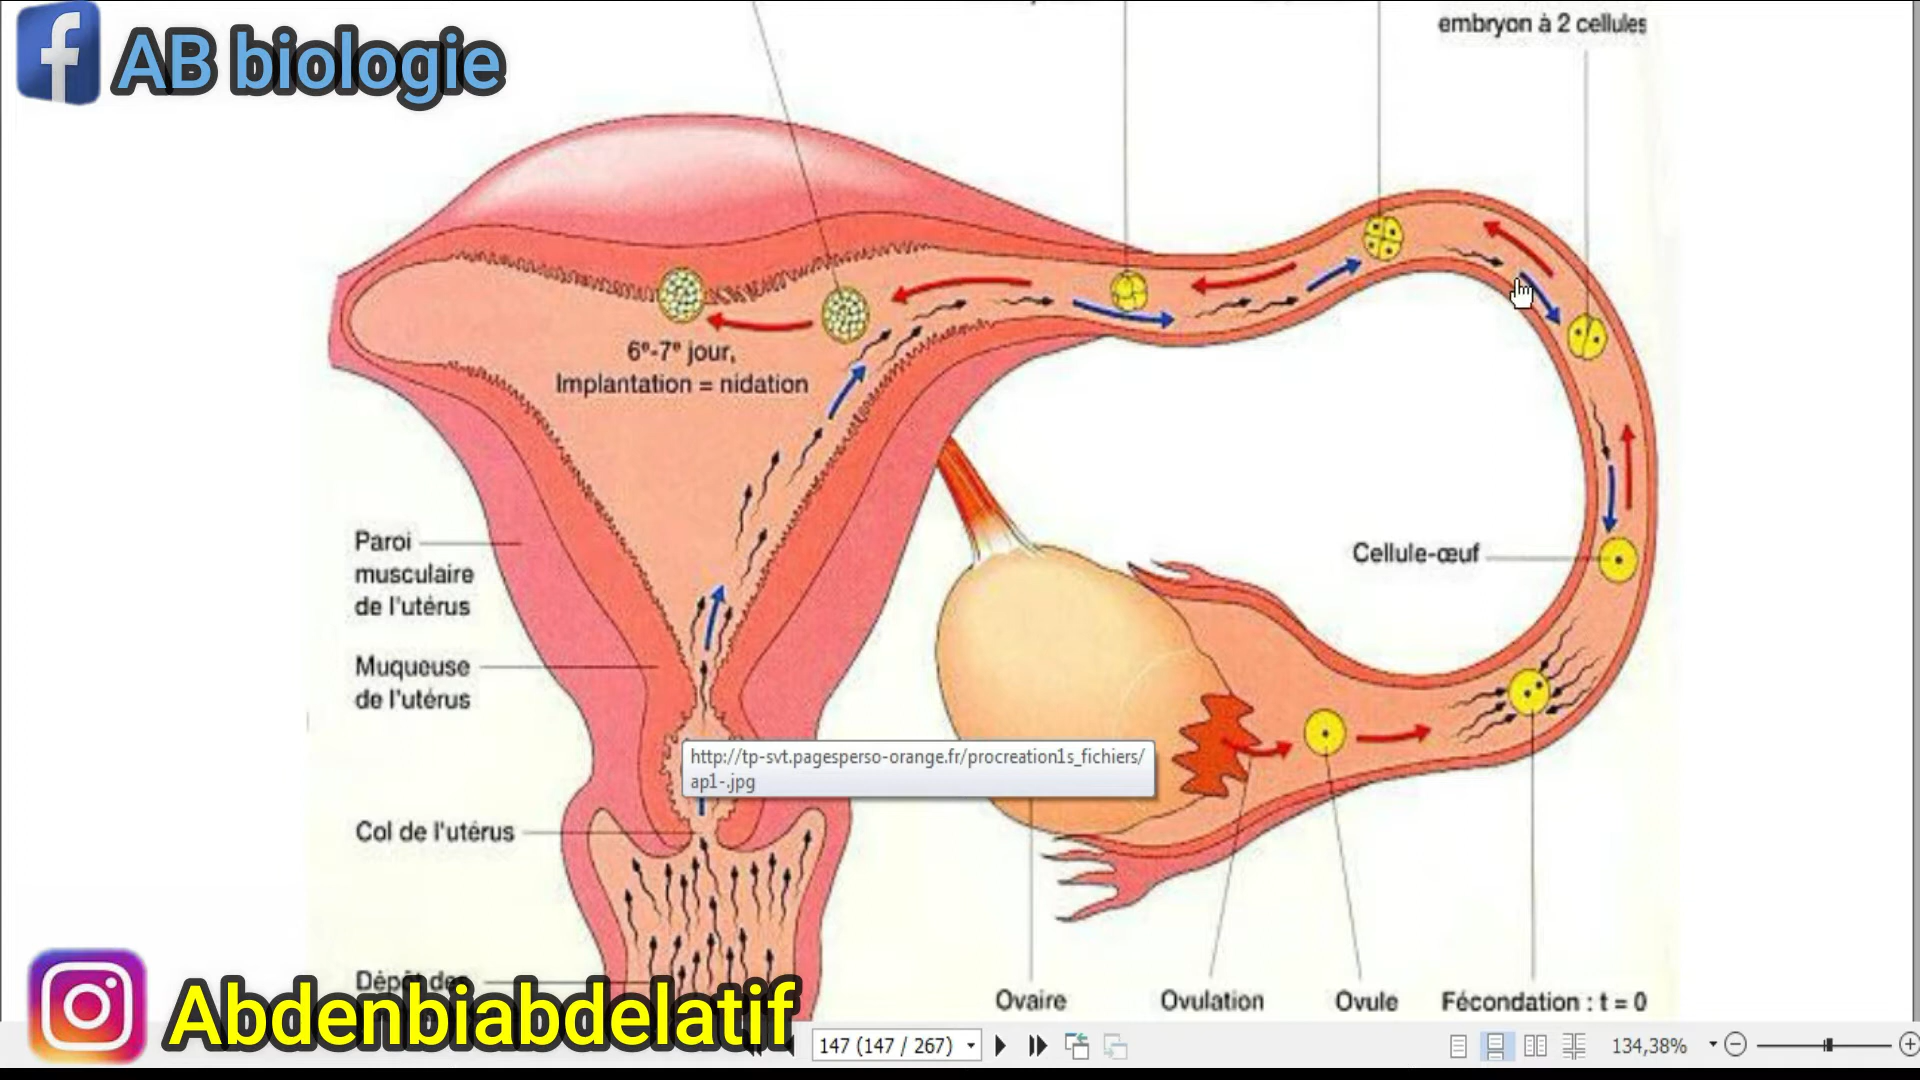 AB biologie
embryon à 2 cellules
6e-7e jour,
Implantation = nidation
Paroi
musculaire
de l'utérus
Cellule-œuf
Muqueuse
de l'utérus
http://tp-svt.pagesperso-orange.fr/procreation1s_fichiers/
ap1-.jpg
Col de l'utérus
Dépôt des
Abdenbiabdelatif
Ovaire
Ovulation
Ovule
Fécondation : t = 0
147 (147 / 267)
134,38%